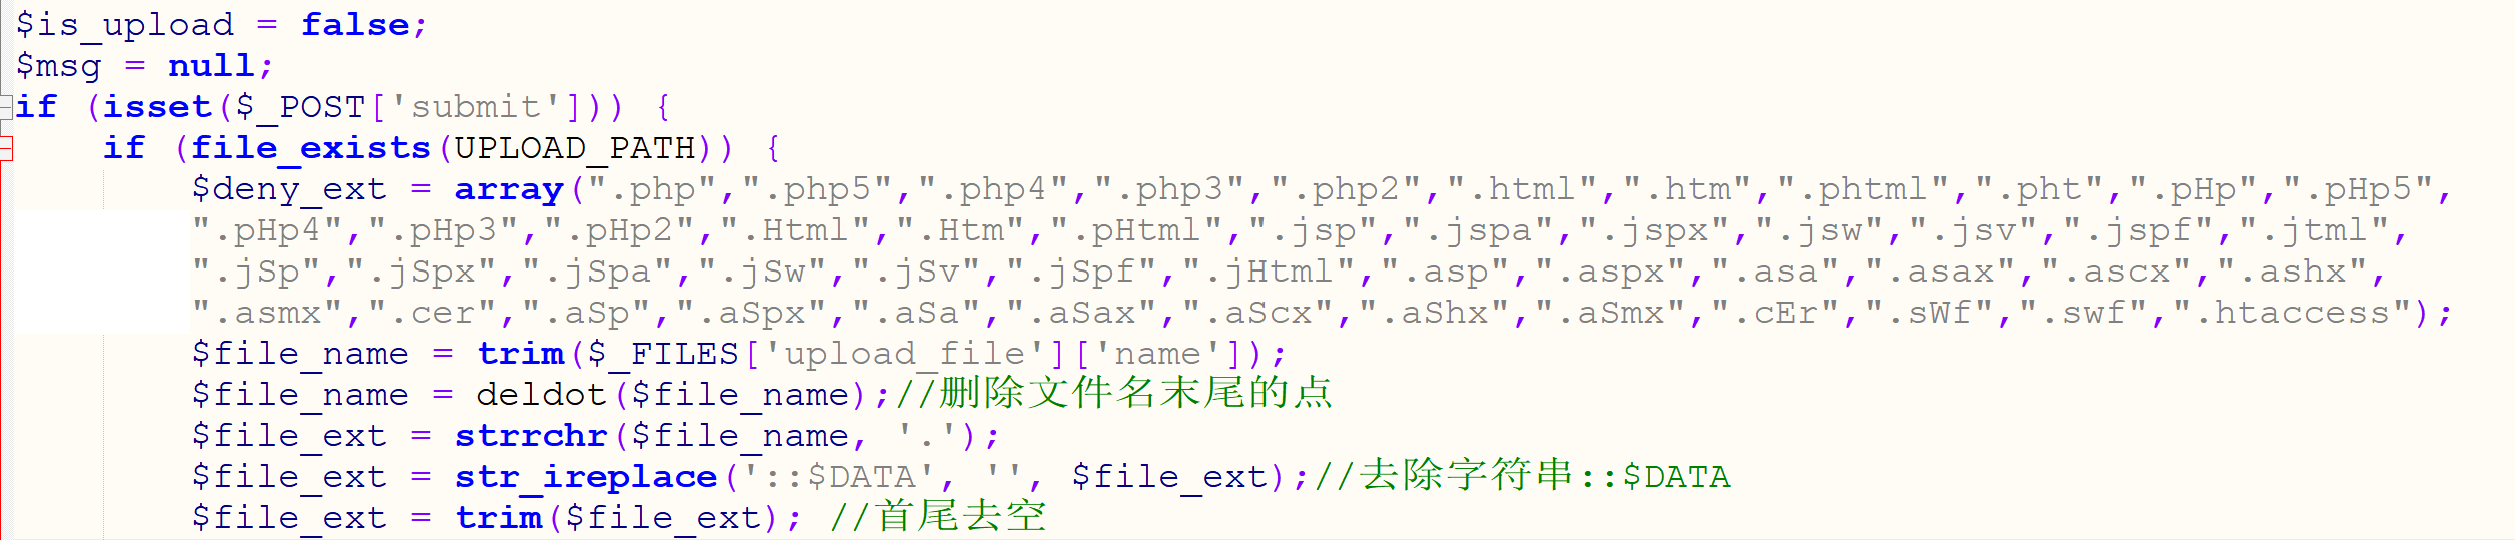 $is_upload = false;
$msg = null;
if (isset($_POST['submit'])) {
    if (file_exists(UPLOAD_PATH)) {
        $deny_ext = array(".php",".php5",".php4",".php3",".php2",".html",".htm",".phtml",".pht",".pHp",".pHp5",
        ".pHp4",".pHp3",".pHp2",".Html",".Htm",".pHtml",".jsp",".jspa",".jspx",".jsw",".jsv",".jspf",".jtml",
        ".jSp",".jSpx",".jSpa",".jSw",".jSv",".jSpf",".jHtml",".asp",".aspx",".asa",".asax",".ascx",".ashx",
        ".asmx",".cer",".aSp",".aSpx",".aSa",".aSax",".aScx",".aShx",".aSmx",".cEr",".sWf",".swf",".htaccess");
        $file_name = trim($_FILES['upload_file']['name']);
        $file_name = deldot($file_name);//删除文件名末尾的点
        $file_ext = strrchr($file_name, '.');
        $file_ext = str_ireplace('::$DATA', '', $file_ext);//去除字符串::$DATA
        $file_ext = trim($file_ext); //首尾去空